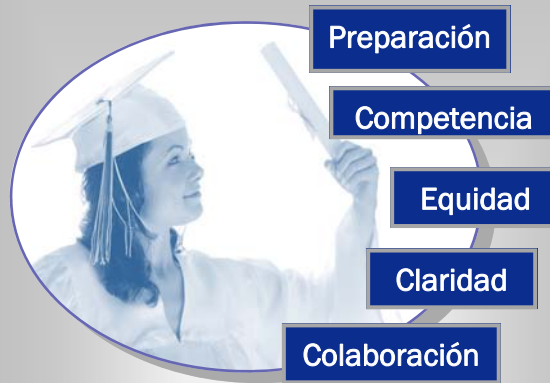 Preparación
Competencia
Equidad
Claridad
Colaboración